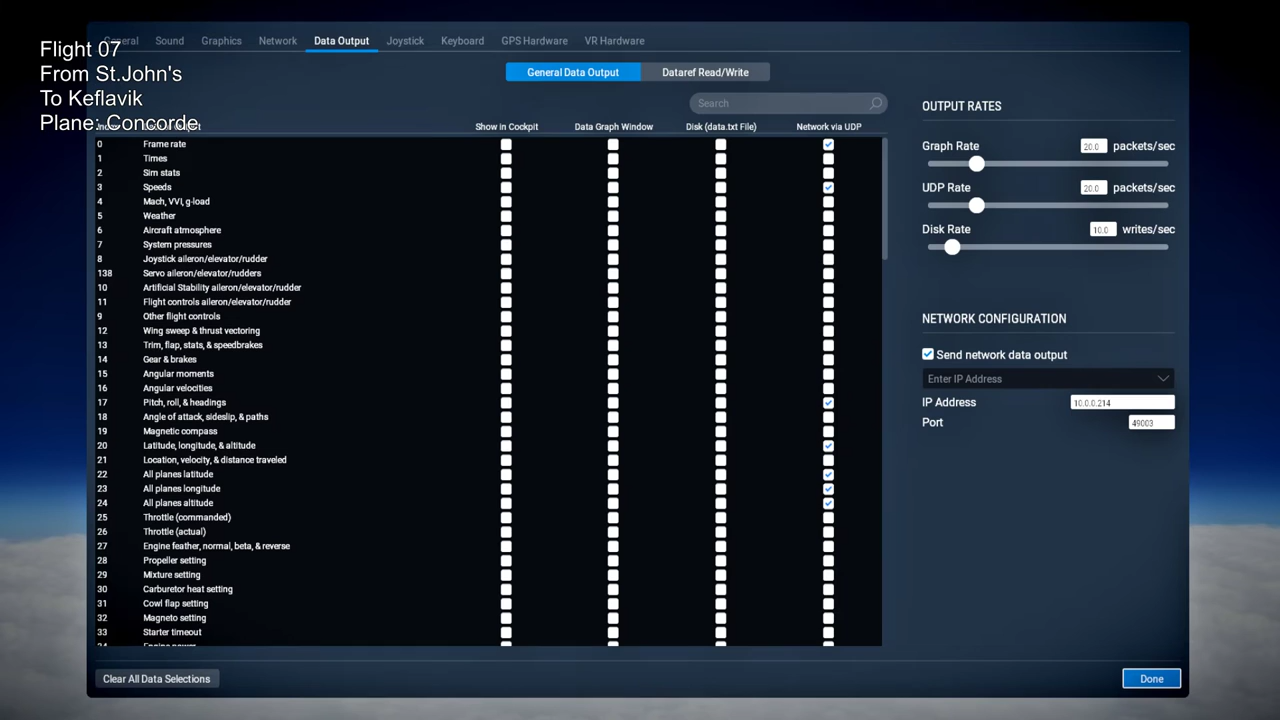 Flight 07
From St.John's
To Keflavik
Plane: Concorde
General Sound Graphics Network Data Output Joystick Keyboard GPS Hardware VR Hardware
General Data Output Dataref Read/Write
Search
Show in Cockpit Data Graph Window Disk (data.txt File) Network via UDP
0 Frame rate
1 Times
2 Sim stats
3 Speeds
4 Mach, VVI, g-load
5 Weather
6 Aircraft atmosphere
7 System pressures
8 Joystick aileron/elevator/rudder
138 Servo aileron/elevator/rudders
10 Artificial Stability aileron/elevator/rudder
11 Flight controls aileron/elevator/rudder
9 Other flight controls
12 Wing sweep & thrust vectoring
13 Trim, flap, stats, & speedbrakes
14 Gear & brakes
15 Angular moments
16 Angular velocities
17 Pitch, roll, & headings
18 Angle of attack, sideslip, & paths
19 Magnetic compass
20 Latitude, longitude, & altitude
21 Location, velocity, & distance traveled
22 All planes latitude
23 All planes longitude
24 All planes altitude
25 Throttle (commanded)
26 Throttle (actual)
27 Engine feather, normal, beta, & reverse
28 Propeller setting
29 Mixture setting
30 Carburetor heat setting
31 Cowl flap setting
32 Magneto setting
33 Starter timeout
34 Engine power
Clear All Data Selections
OUTPUT RATES
Graph Rate 20.0 packets/sec
UDP Rate 20.0 packets/sec
Disk Rate 10.0 writes/sec
NETWORK CONFIGURATION
Send network data output
Enter IP Address
IP Address 10.0.0.214
Port 49003
Done